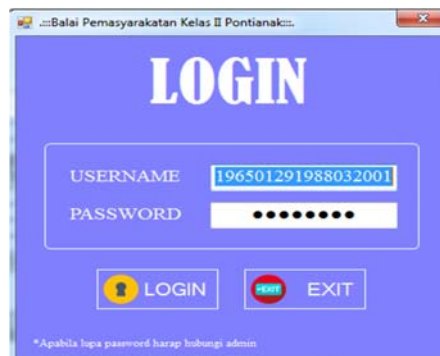 .:::Balai Pemasyarakatan Kelas II Pontianak:::.
LOGIN
USERNAME 196501291988032001
PASSWORD ●●●●●●●●
LOGIN
EXIT EXIT
*Apabila lupa password harap hubungi admin